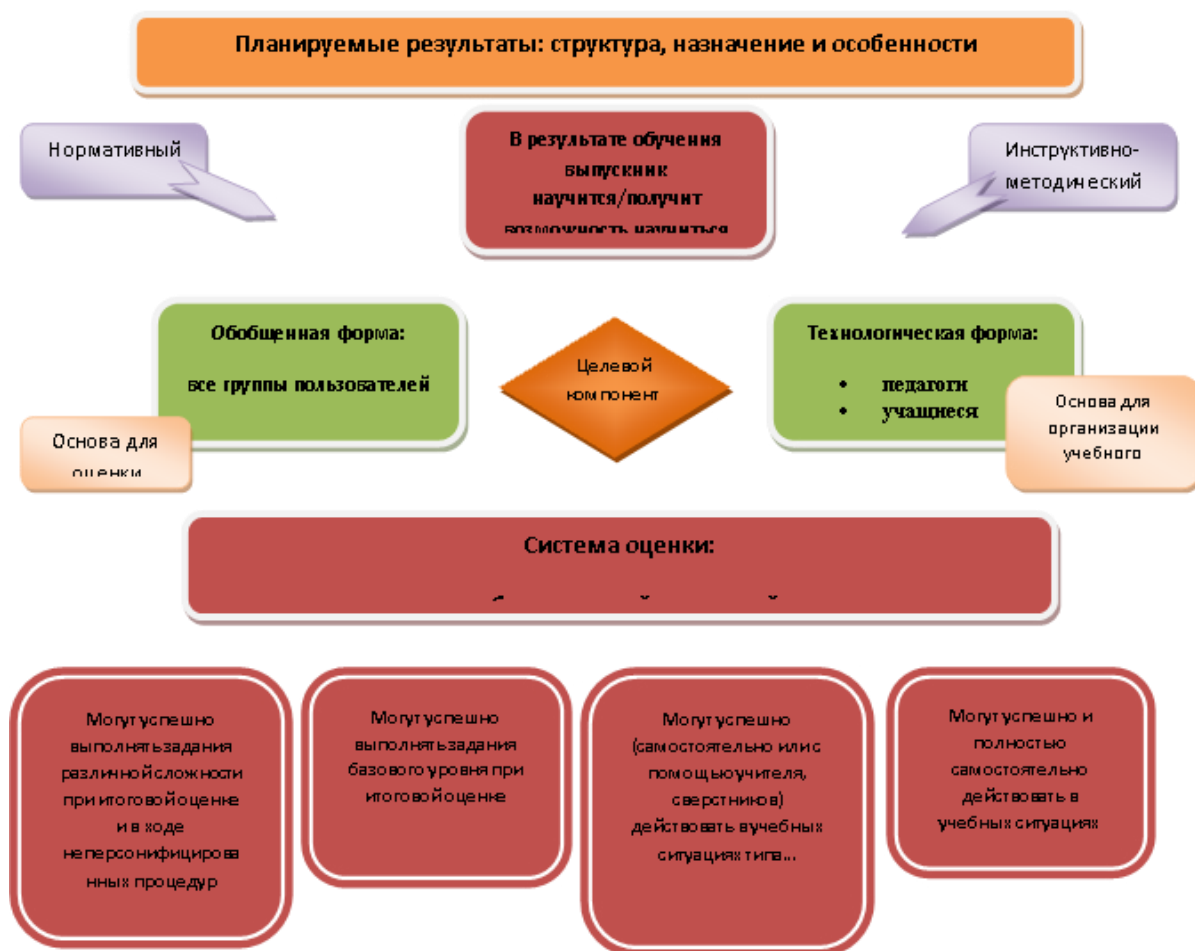 Планируемые результаты: структура, назначение и особенности
Нормативный
В результате обучения
выпускник
научится/получит
возможность научиться
Инструктивно-
методический
Обобщенная форма:
все группы пользователей
Целевой
компонент
Технологическая форма:
• педагоги
• учащиеся
Основа для
оценки
Основа для
организации
учебного
Система оценки:
Могут успешно
выполнять задания
различной сложности
при итоговой оценке
и в ходе
неперсонифицирова
нных процедур
Могут успешно
выполнять задания
базового уровня при
итоговой оценке
Могут успешно
(самостоятельно или с
помощью учителя,
сверстников)
действовать в учебных
ситуациях типа...
Могут успешно и
полностью
самостоятельно
действовать в
учебных ситуациях